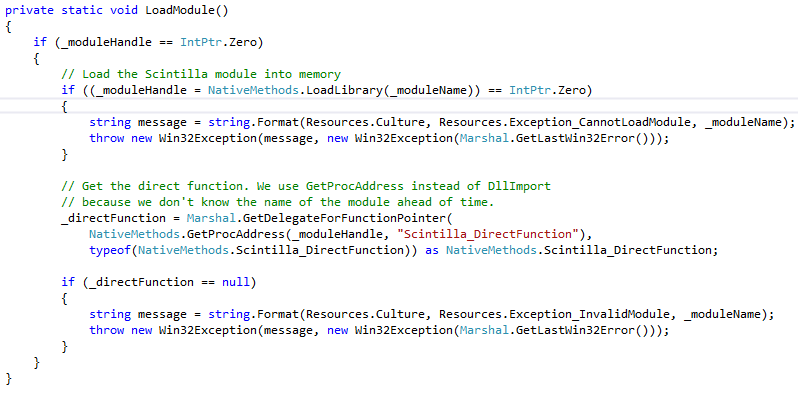 private static void LoadModule()
{
    if (_moduleHandle == IntPtr.Zero)
    {
        // Load the Scintilla module into memory
        if ((_moduleHandle = NativeMethods.LoadLibrary(_moduleName)) == IntPtr.Zero)
        {
            string message = string.Format(Resources.Culture, Resources.Exception_CannotLoadModule, _moduleName);
            throw new Win32Exception(message, new Win32Exception(Marshal.GetLastWin32Error()));
        }

        // Get the direct function. We use GetProcAddress instead of DllImport
        // because we don't know the name of the module ahead of time.
        _directFunction = Marshal.GetDelegateForFunctionPointer(
            NativeMethods.GetProcAddress(_moduleHandle, "Scintilla_DirectFunction"),
            typeof(NativeMethods.Scintilla_DirectFunction)) as NativeMethods.Scintilla_DirectFunction;

        if (_directFunction == null)
        {
            string message = string.Format(Resources.Culture, Resources.Exception_InvalidModule, _moduleName);
            throw new Win32Exception(message, new Win32Exception(Marshal.GetLastWin32Error()));
        }
    }
}